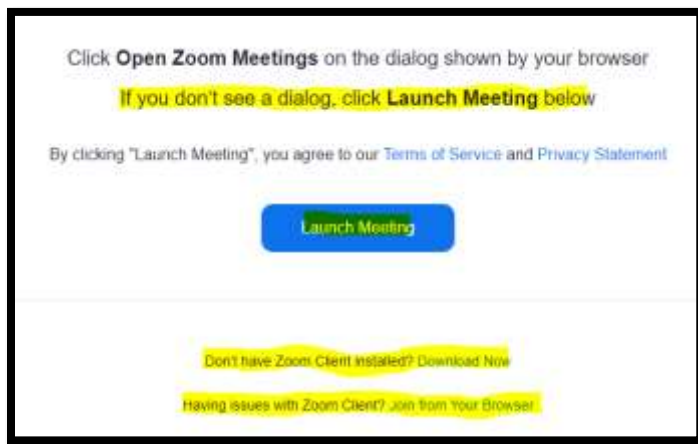 Click Open Zoom Meetings on the dialog shown by your browser
If you don't see a dialog, click Launch Meeting below
By clicking "Launch Meeting", you agree to our Terms of Service and Privacy Statement
Launch Meeting
Don't have Zoom Client installed? Download Now
Having issues with Zoom Client? Join from Your Browser